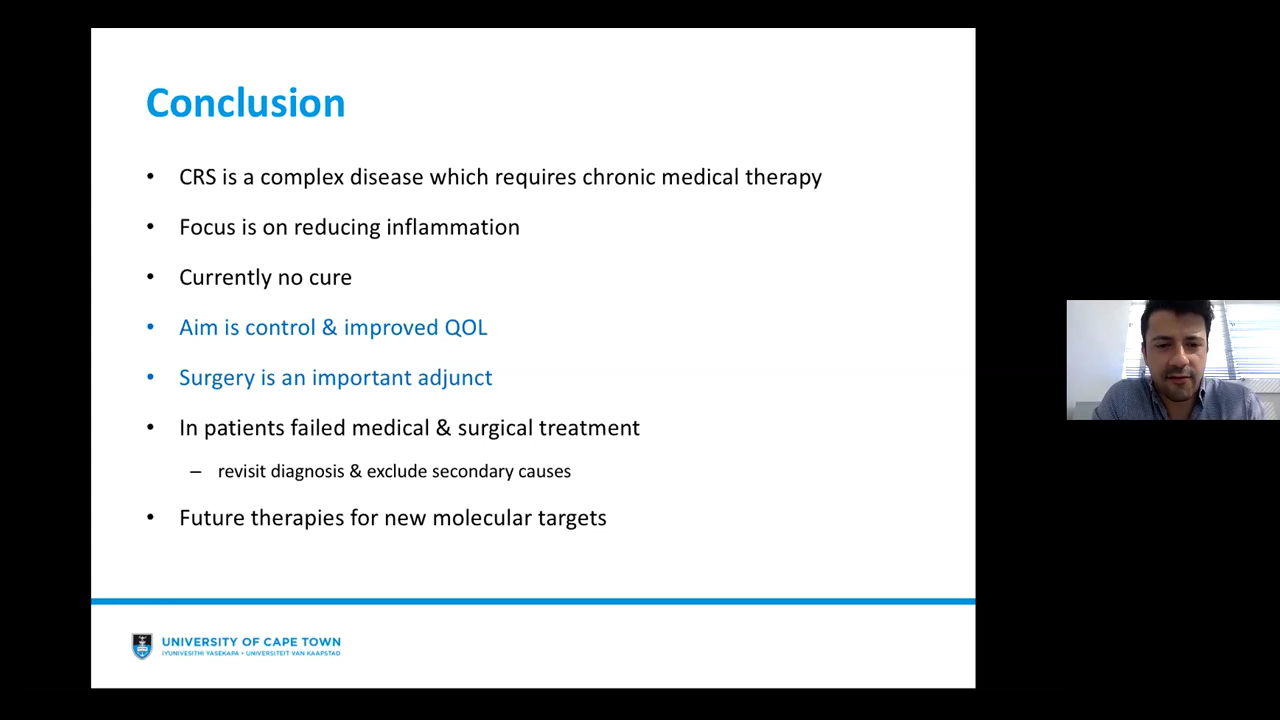 Conclusion
• CRS is a complex disease which requires chronic medical therapy
• Focus is on reducing inflammation
• Currently no cure
• Aim is control & improved QOL
• Surgery is an important adjunct
• In patients failed medical & surgical treatment
– revisit diagnosis & exclude secondary causes
• Future therapies for new molecular targets
UNIVERSITY OF CAPE TOWN
IYUNIVESITHI YASEKAPA • UNIVERSITEIT VAN KAAPSTAD